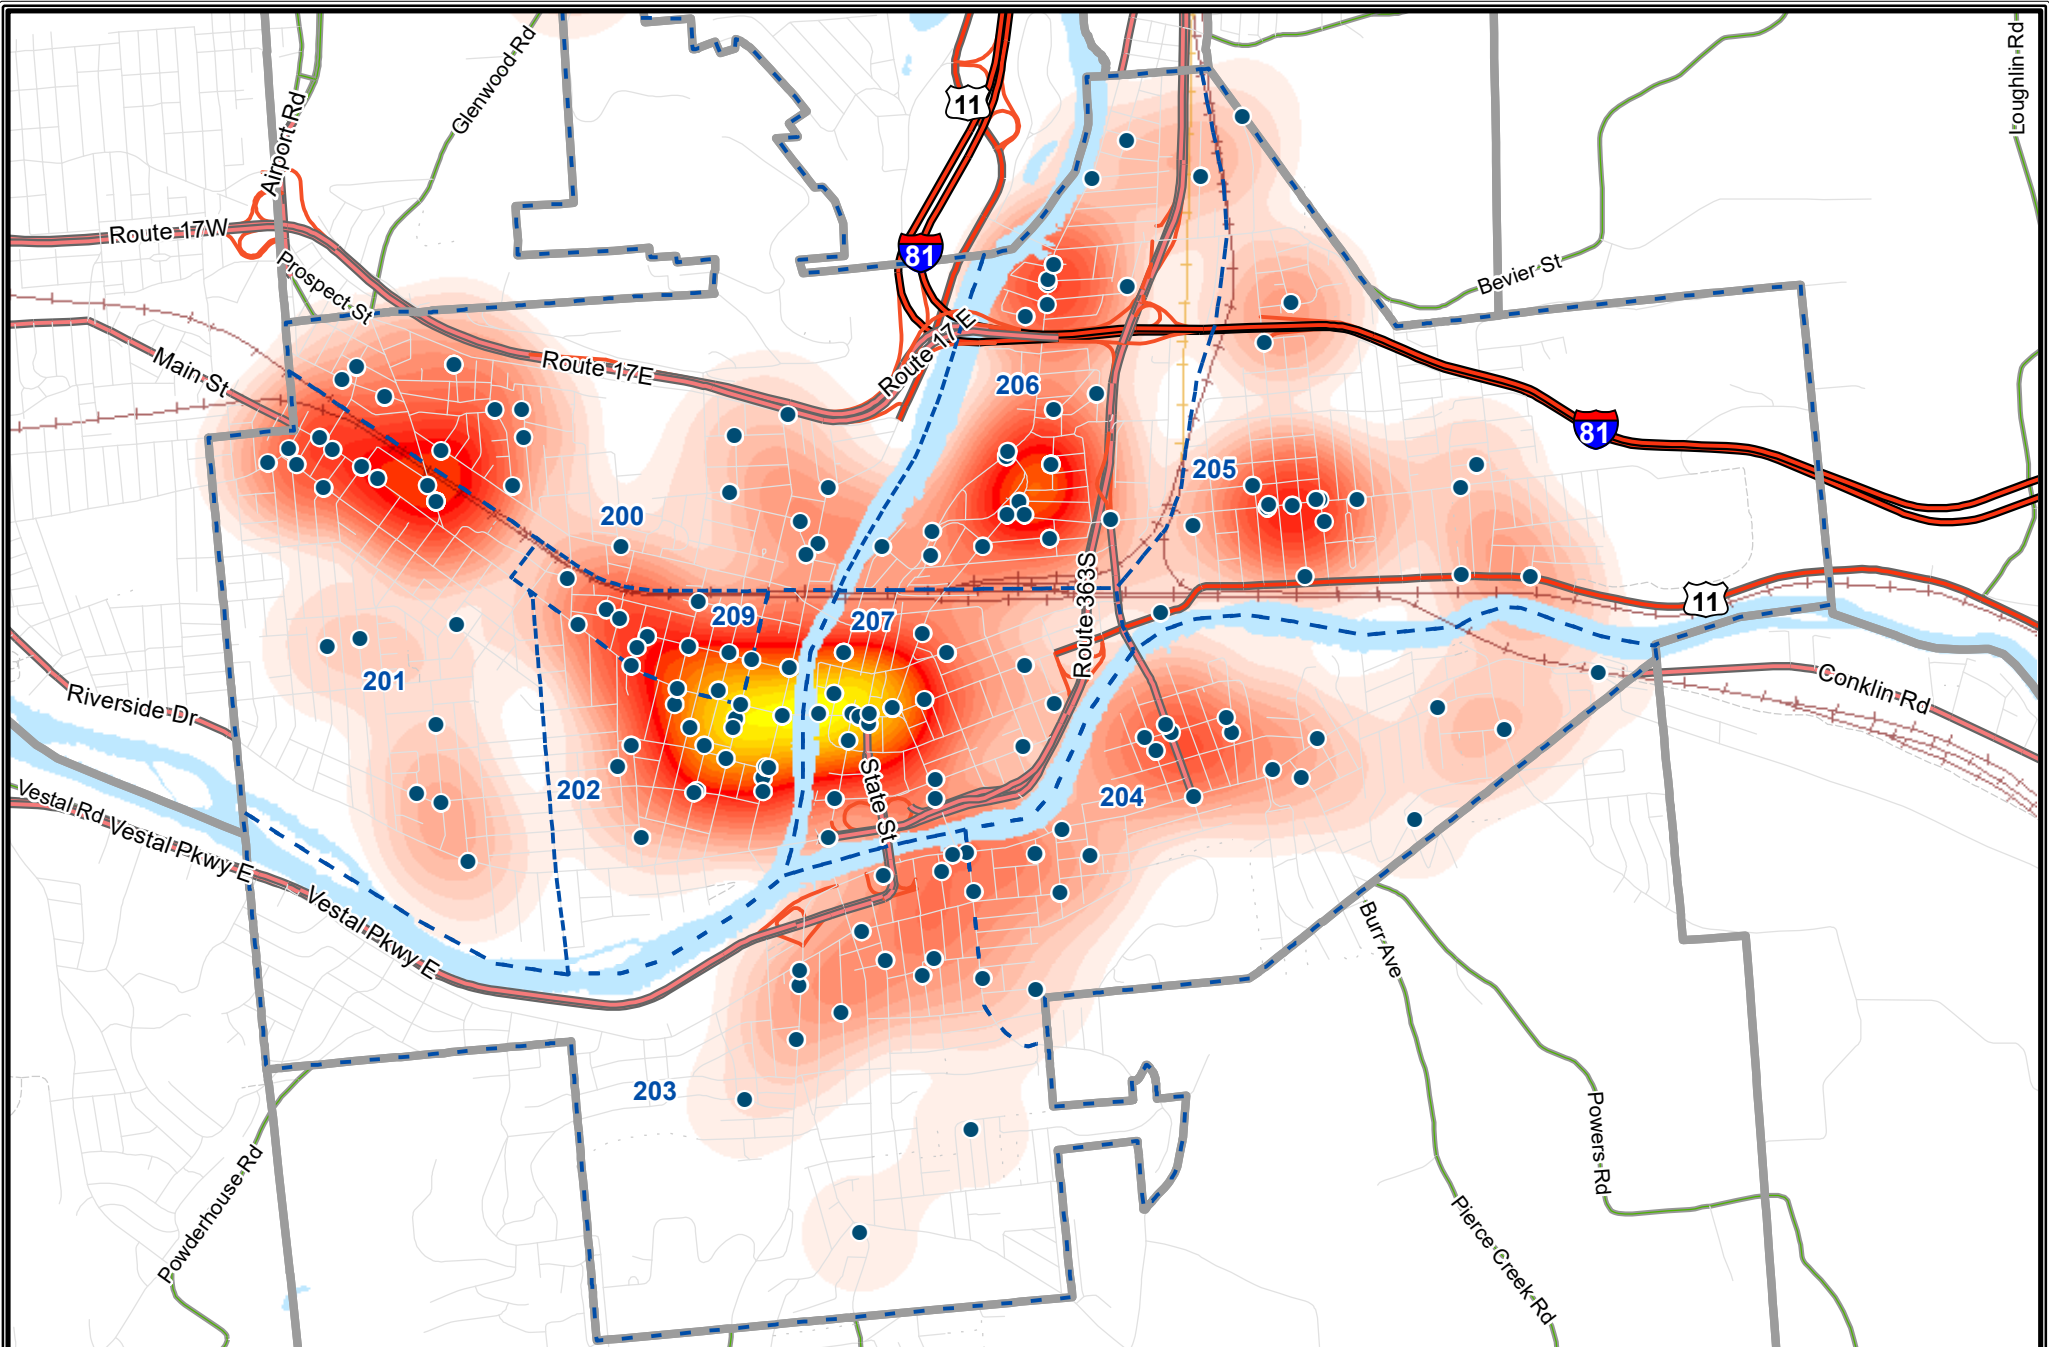 Glenwood Rd
Loughlin Rd
11
Airport Rd
Route 17W
81
Prospect St
Bevier St
Main St
Route 17E
Route 17 E
206
81
205
200
Route 363S
11
209
207
201
Riverside Dr
Conklin Rd
State St
202
204
Vestal Rd
Vestal Pkwy E
Vestal Pkwy E
Burr Ave
203
Powers Rd
Powderhouse Rd
Pierce Creek Rd